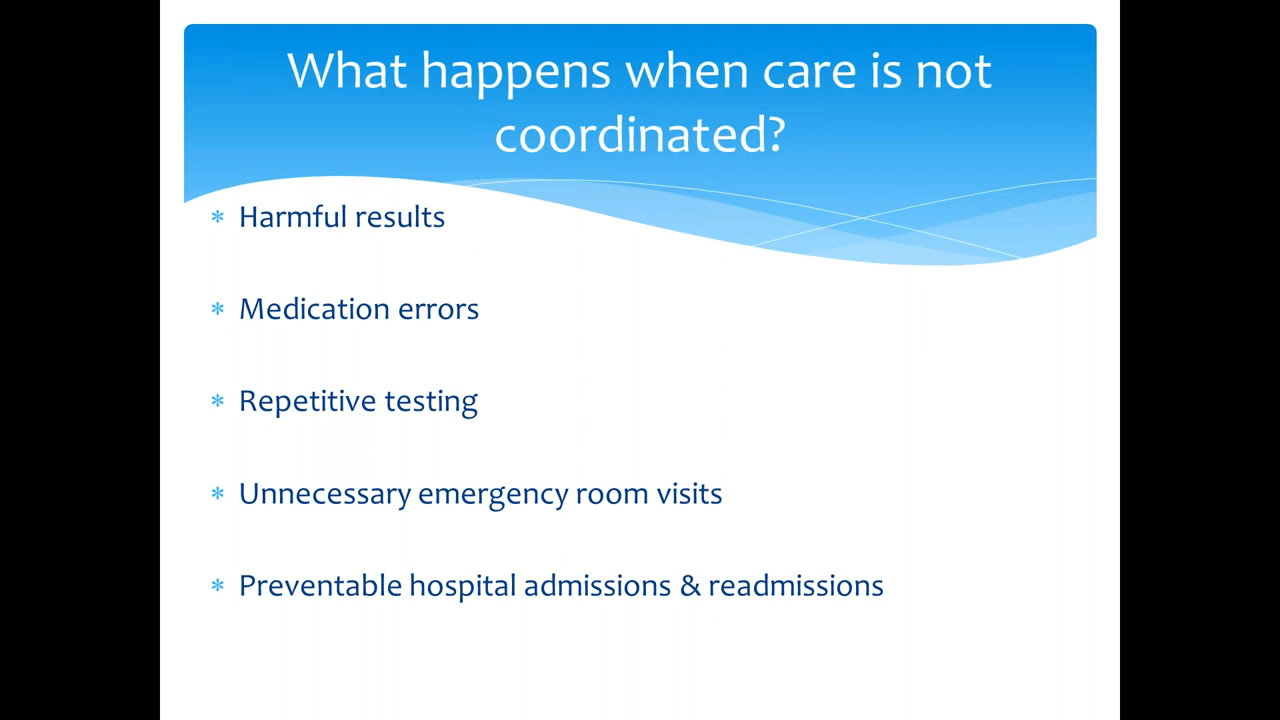 What happens when care is not
coordinated?
* Harmful results
* Medication errors
* Repetitive testing
* Unnecessary emergency room visits
* Preventable hospital admissions & readmissions